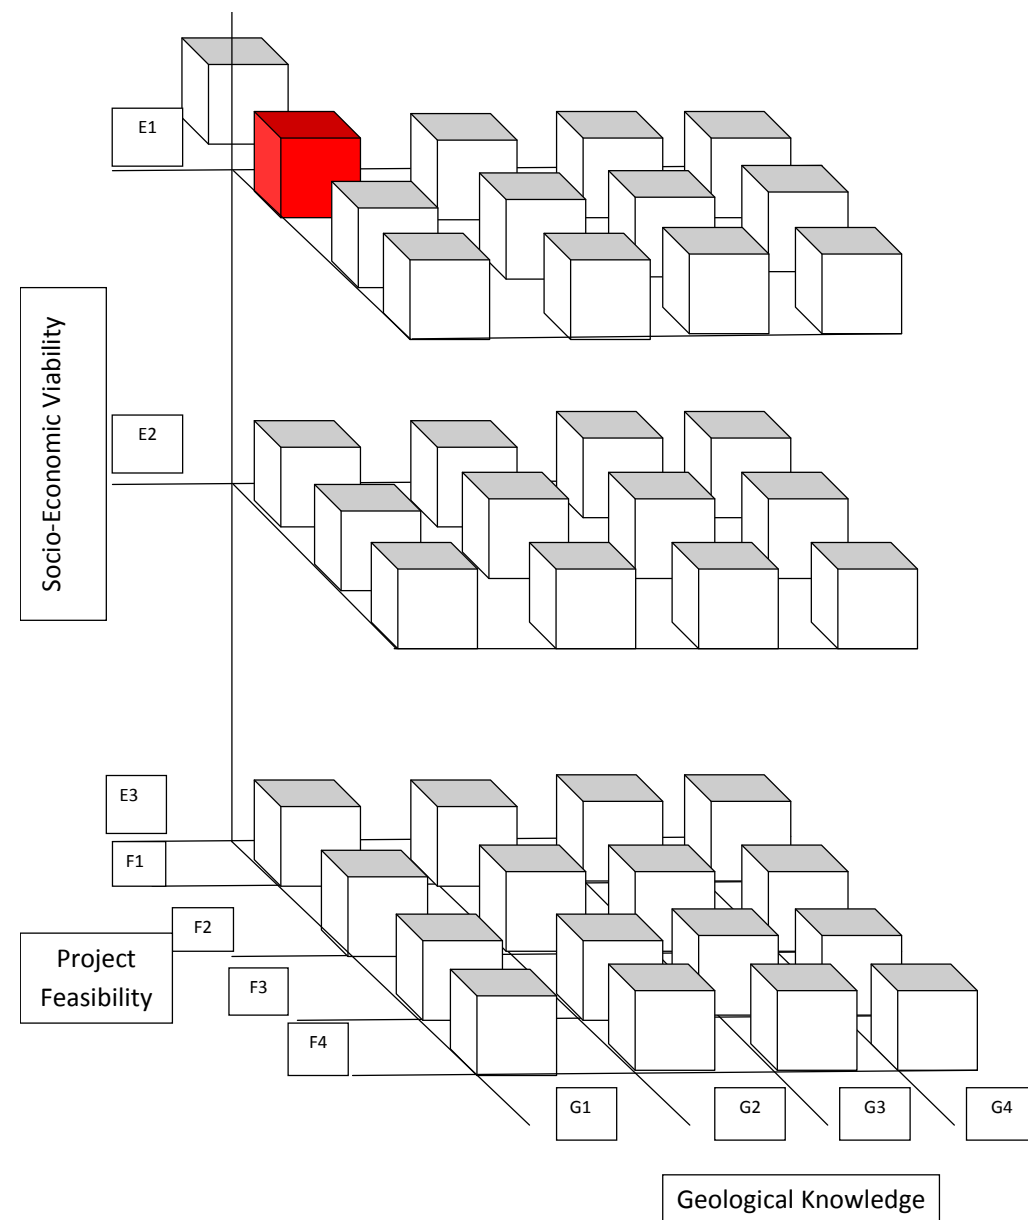 E1
Socio-Economic Viability
E2
E3
F1
F2
Project
Feasibility
F3
F4
G1
G2
G3
G4
Geological Knowledge